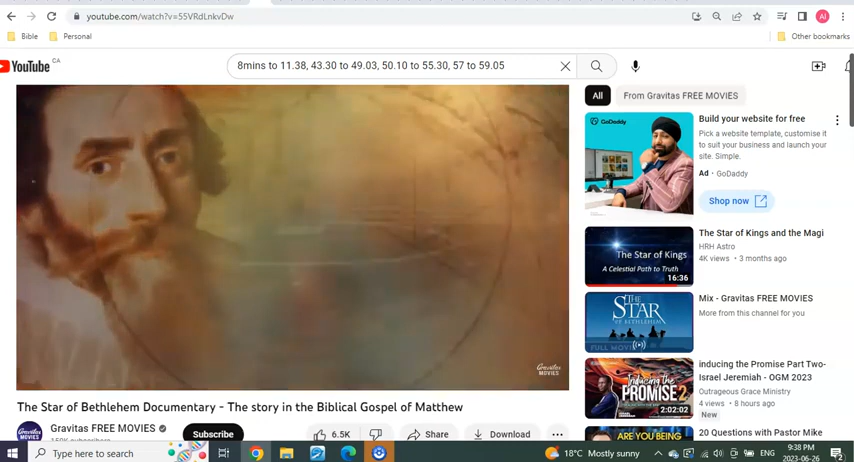 youtube.com/watch?v=55VRdLnkvDw
Bible
Personal
Other bookmarks
YouTube CA
8mins to 11.38, 43.30 to 49.03, 50.10 to 55.30, 57 to 59.05
Gravitas
MOVIES
The Star of Bethlehem Documentary - The story in the Biblical Gospel of Matthew
Gravitas FREE MOVIES
Subscribe
6.5K
Share
Download
All
From Gravitas FREE MOVIES
GoDaddy
Build your website for free
Pick a website template, customise it
to suit your business and launch your
site. Simple.
Ad · GoDaddy
Shop now
The Star of Kings
A Celestial Path to Truth
16:36
The Star of Kings and the Magi
HRH Astro
4K views • 3 months ago
THE
STAR
OF BETHLEHEM
FULL MOVIE
Mix - Gravitas FREE MOVIES
More from this channel for you
Inducing the
PROMISE 2
2:02:02
inducing the Promise Part Two-
Israel Jeremiah - OGM 2023
Outrageous Grace Ministry
4 views • 8 hours ago
New
ARE YOU BEING
20 Questions with Pastor Mike
Type here to search
18°C Mostly sunny
ENG
9:38 PM
2023-06-26
2
AI